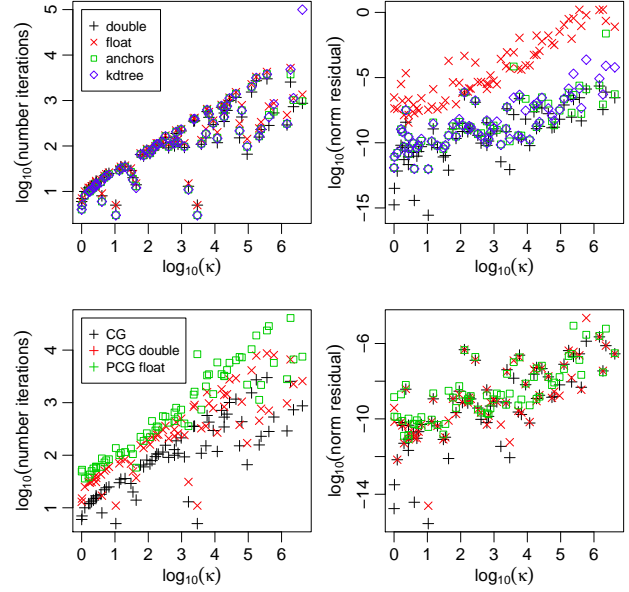 log10(number iterations)
5
4
3
2
1
double
float
anchors
kdtree
0 1 2 3 4 5 6
log10(κ)
log10(norm residual)
0
−5
−10
−15
0 1 2 3 4 5 6
log10(κ)
log10(number iterations)
4
3
2
1
CG
PCG double
PCG float
0 1 2 3 4 5 6
log10(κ)
log10(norm residual)
−6
−10
−14
0 1 2 3 4 5 6
log10(κ)